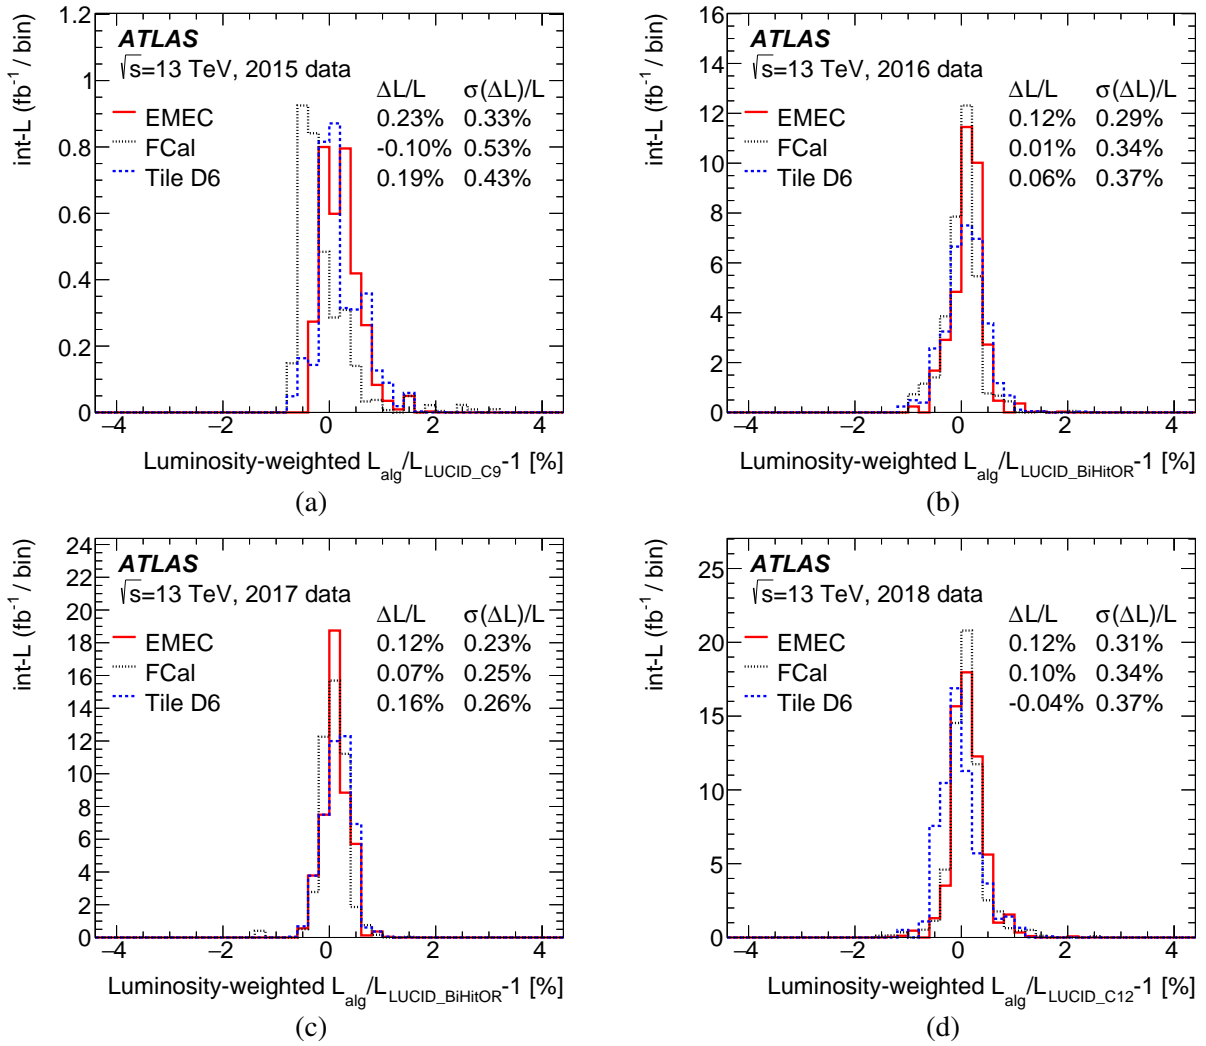 ATLAS
√s=13 TeV, 2015 data
ΔL/L σ(ΔL)/L
EMEC 0.23% 0.33%
FCal -0.10% 0.53%
Tile D6 0.19% 0.43%
int-L (fb⁻¹ / bin)
1.2
1
0.8
0.6
0.4
0.2
0
−4 −2 0 2 4
Luminosity-weighted L_alg/L_LUCID_C9-1 [%]
(a)
ATLAS
√s=13 TeV, 2016 data
ΔL/L σ(ΔL)/L
EMEC 0.12% 0.29%
FCal 0.01% 0.34%
Tile D6 0.06% 0.37%
int-L (fb⁻¹ / bin)
16
14
12
10
8
6
4
2
0
−4 −2 0 2 4
Luminosity-weighted L_alg/L_LUCID_BiHitOR-1 [%]
(b)
ATLAS
√s=13 TeV, 2017 data
ΔL/L σ(ΔL)/L
EMEC 0.12% 0.23%
FCal 0.07% 0.25%
Tile D6 0.16% 0.26%
int-L (fb⁻¹ / bin)
24
22
20
18
16
14
12
10
8
6
4
2
0
−4 −2 0 2 4
Luminosity-weighted L_alg/L_LUCID_BiHitOR-1 [%]
(c)
ATLAS
√s=13 TeV, 2018 data
ΔL/L σ(ΔL)/L
EMEC 0.12% 0.31%
FCal 0.10% 0.34%
Tile D6 -0.04% 0.37%
int-L (fb⁻¹ / bin)
25
20
15
10
5
0
−4 −2 0 2 4
Luminosity-weighted L_alg/L_LUCID_C12-1 [%]
(d)